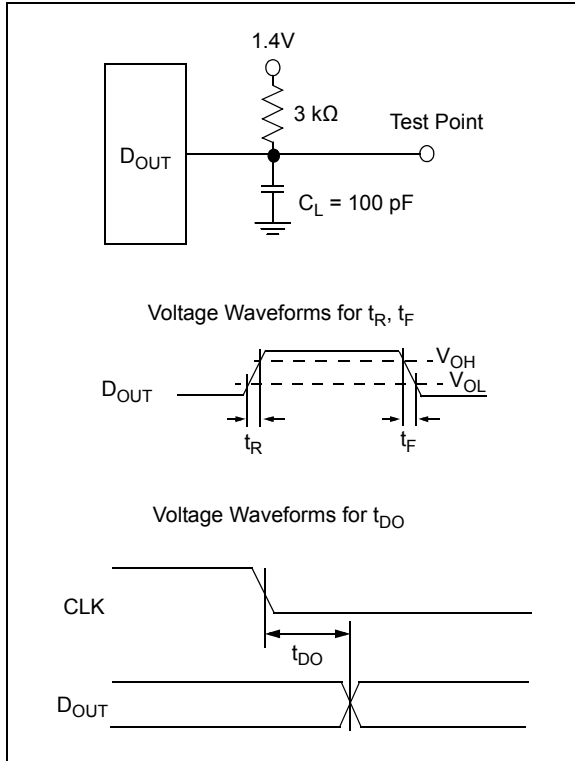 1.4V
3 kΩ
Test Point
DOUT
CL = 100 pF
Voltage Waveforms for tR, tF
VOH
VOL
DOUT
tR
tF
Voltage Waveforms for tDO
CLK
tDO
DOUT